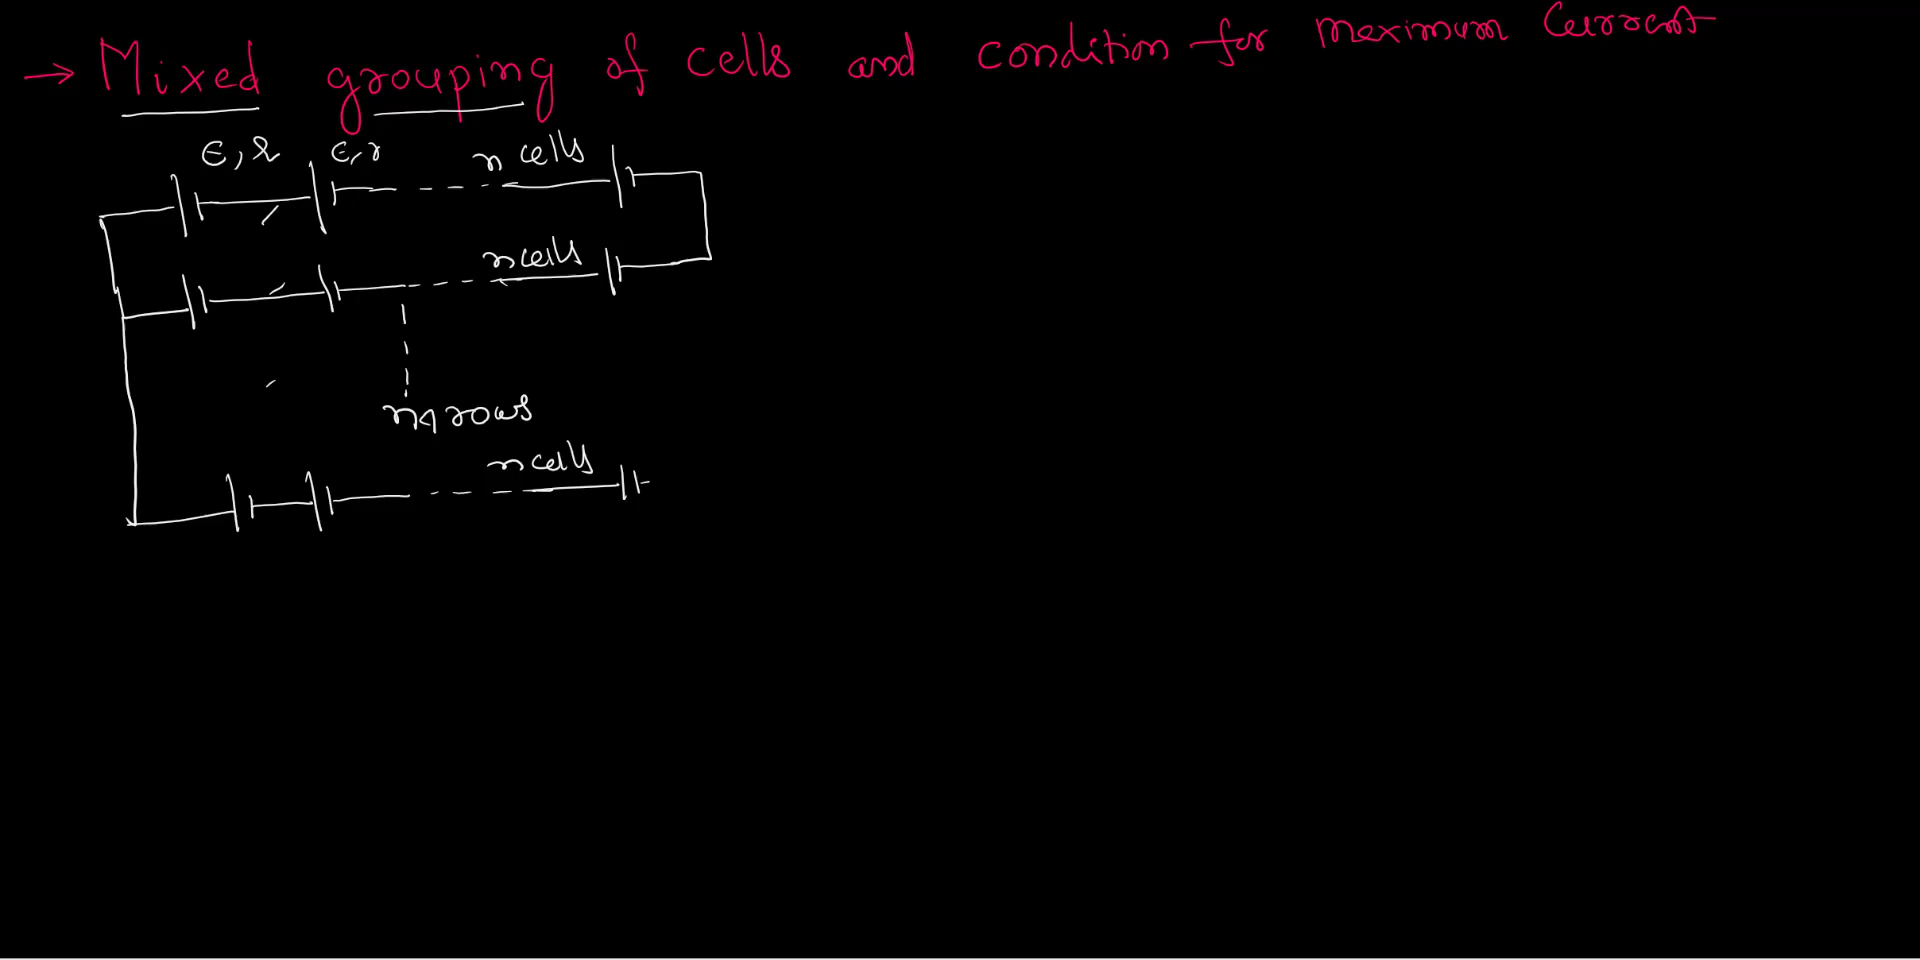 → Mixed grouping of cells and condition for maximum Current
ε, r ε, r n cells
n cells
rows
n cells